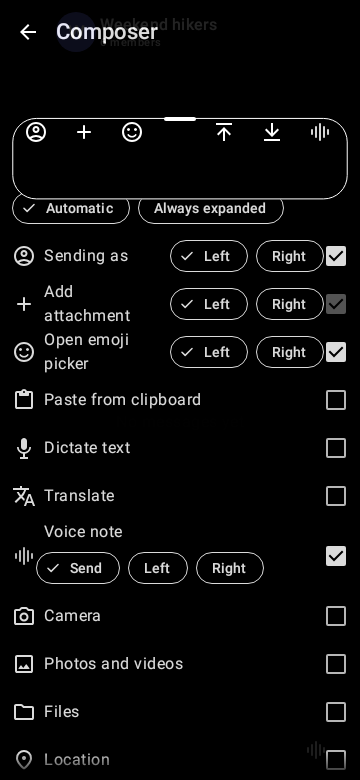 Weekend hikers
Composer
members
Automatic
Always expanded
Sending as
Left
Right
Add
attachment
Left
Right
Open emoji
picker
Left
Right
Paste from clipboard
Dictate text
Translate
Voice note
Send
Left
Right
Camera
Photos and videos
Files
Location